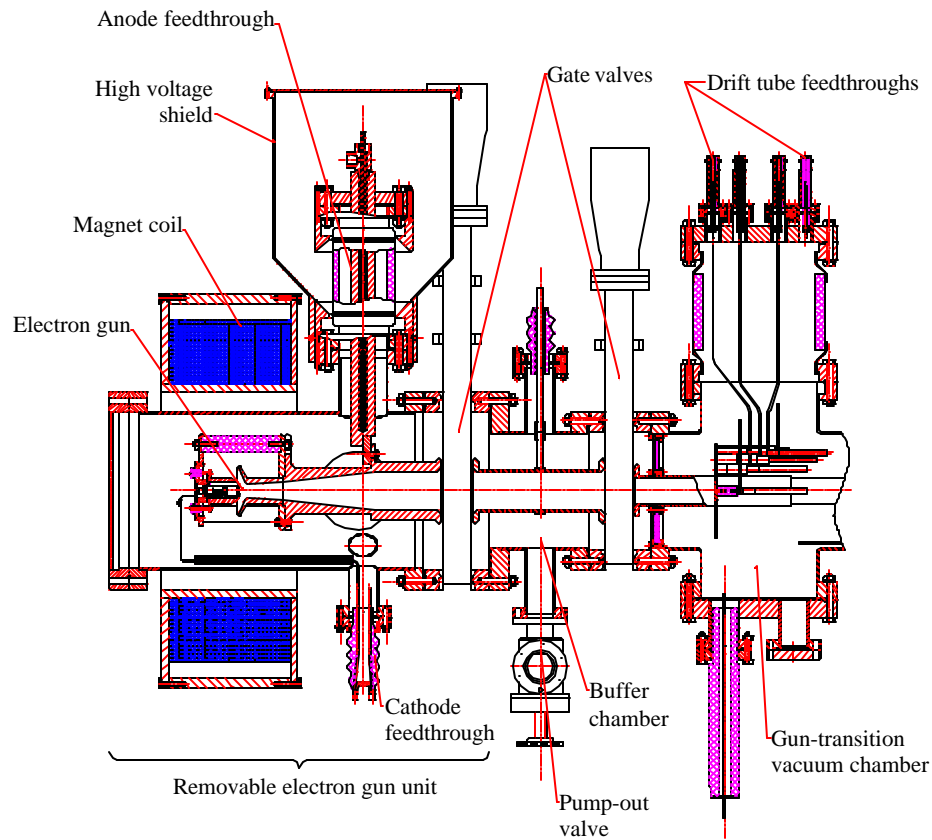 Anode feedthrough
High voltage
shield
Magnet coil
Electron gun
Gate valves
Drift tube feedthroughs
Cathode
feedthrough
Buffer
chamber
Gun-transition
vacuum chamber
Removable electron gun unit
Pump-out
valve